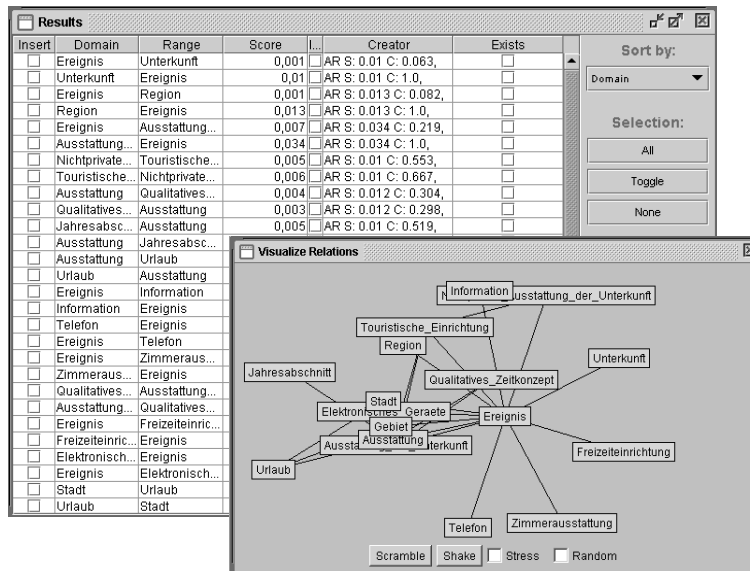 Results
Insert Domain Range Score I... Creator Exists
Ereignis Unterkunft 0,001 AR S: 0.01 C: 0.063,
Unterkunft Ereignis 0,01 AR S: 0.01 C: 1.0,
Ereignis Region 0,001 AR S: 0.013 C: 0.082,
Region Ereignis 0,013 AR S: 0.013 C: 1.0,
Ereignis Ausstattung... 0,007 AR S: 0.034 C: 0.219,
Ausstattung... Ereignis 0,034 AR S: 0.034 C: 1.0,
Nichtprivate... Touristische... 0,005 AR S: 0.01 C: 0.553,
Touristische... Nichtprivate... 0,006 AR S: 0.01 C: 0.667,
Ausstattung Qualitatives... 0,004 AR S: 0.012 C: 0.304,
Qualitatives... Ausstattung 0,003 AR S: 0.012 C: 0.298,
Jahresabsc... Ausstattung 0,005 AR S: 0.01 C: 0.519,
Ausstattung Jahresabsc...
Ausstattung Urlaub
Urlaub Ausstattung
Ereignis Information
Information Ereignis
Telefon Ereignis
Ereignis Telefon
Ereignis Zimmeraus...
Zimmeraus... Ereignis
Qualitatives... Ausstattung...
Ausstattung... Qualitatives...
Ereignis Freizeiteinric...
Freizeiteinric... Ereignis
Elektronisch... Ereignis
Ereignis Elektronisch...
Stadt Urlaub
Urlaub Stadt
Sort by:
Domain
Selection:
All
Toggle
None
Visualize Relations
Information
usstattung_der_Unterkunft
Touristische_Einrichtung
Region
Unterkunft
Jahresabschnitt
Qualitatives_Zeitkonzept
Stadt
Elektronisches_Geraete
Ereignis
Gebiet
Ausstattung
Urlaub
Freizeiteinrichtung
Telefon
Zimmerausstattung
Scramble Shake Stress Random